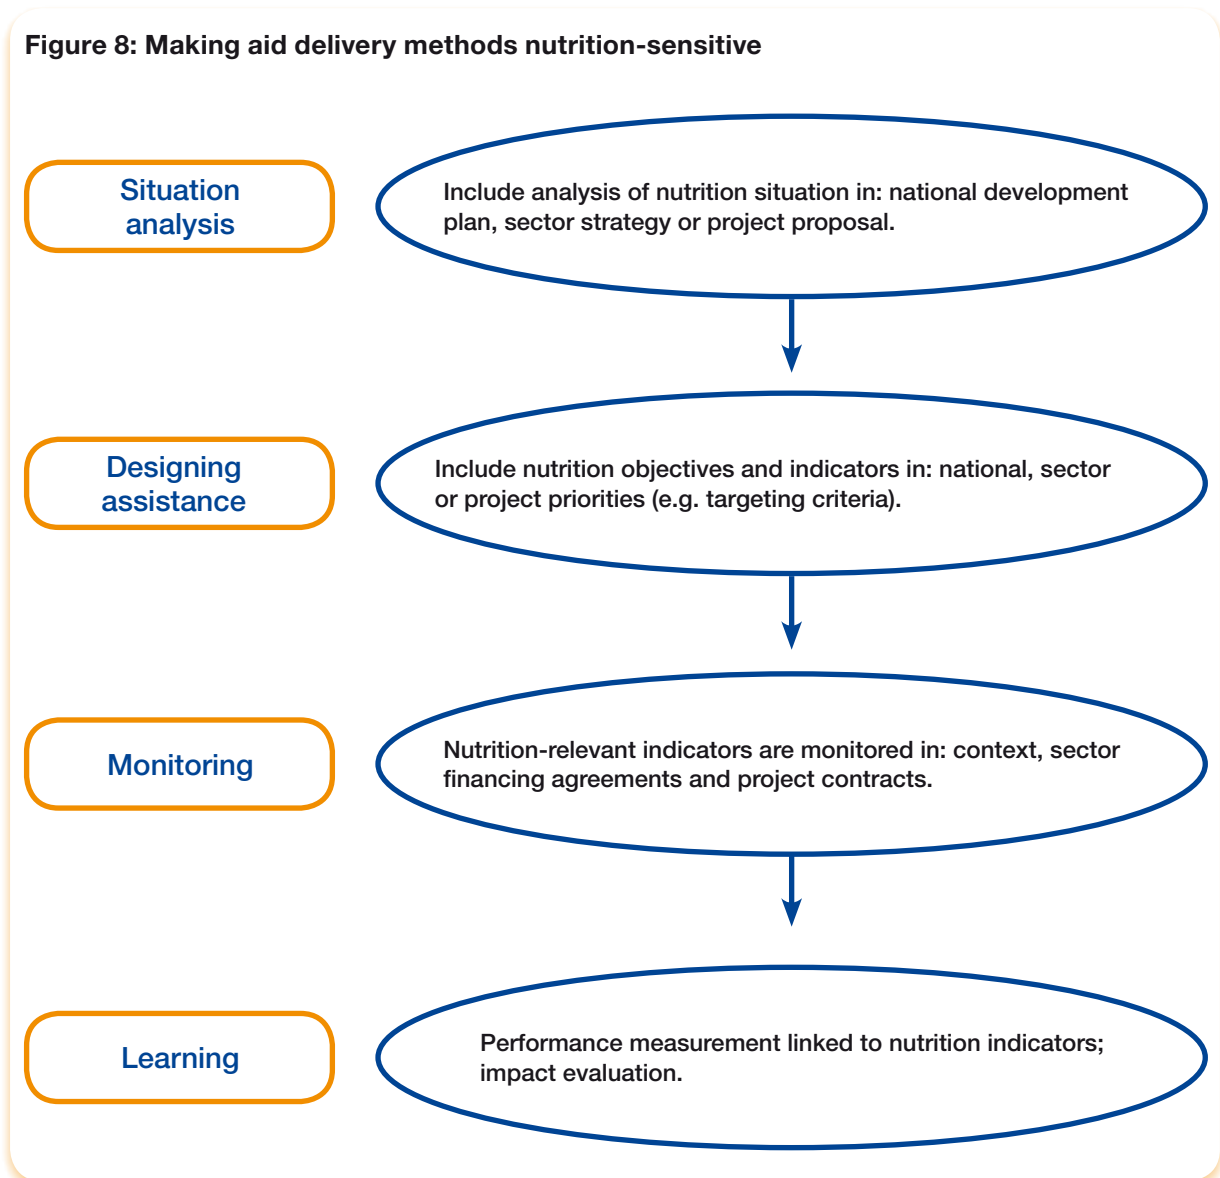 Figure 8: Making aid delivery methods nutrition-sensitive
Situation
analysis
Include analysis of nutrition situation in: national development
plan, sector strategy or project proposal.
Designing
assistance
Include nutrition objectives and indicators in: national, sector
or project priorities (e.g. targeting criteria).
Monitoring
Nutrition-relevant indicators are monitored in: context, sector
financing agreements and project contracts.
Learning
Performance measurement linked to nutrition indicators;
impact evaluation.